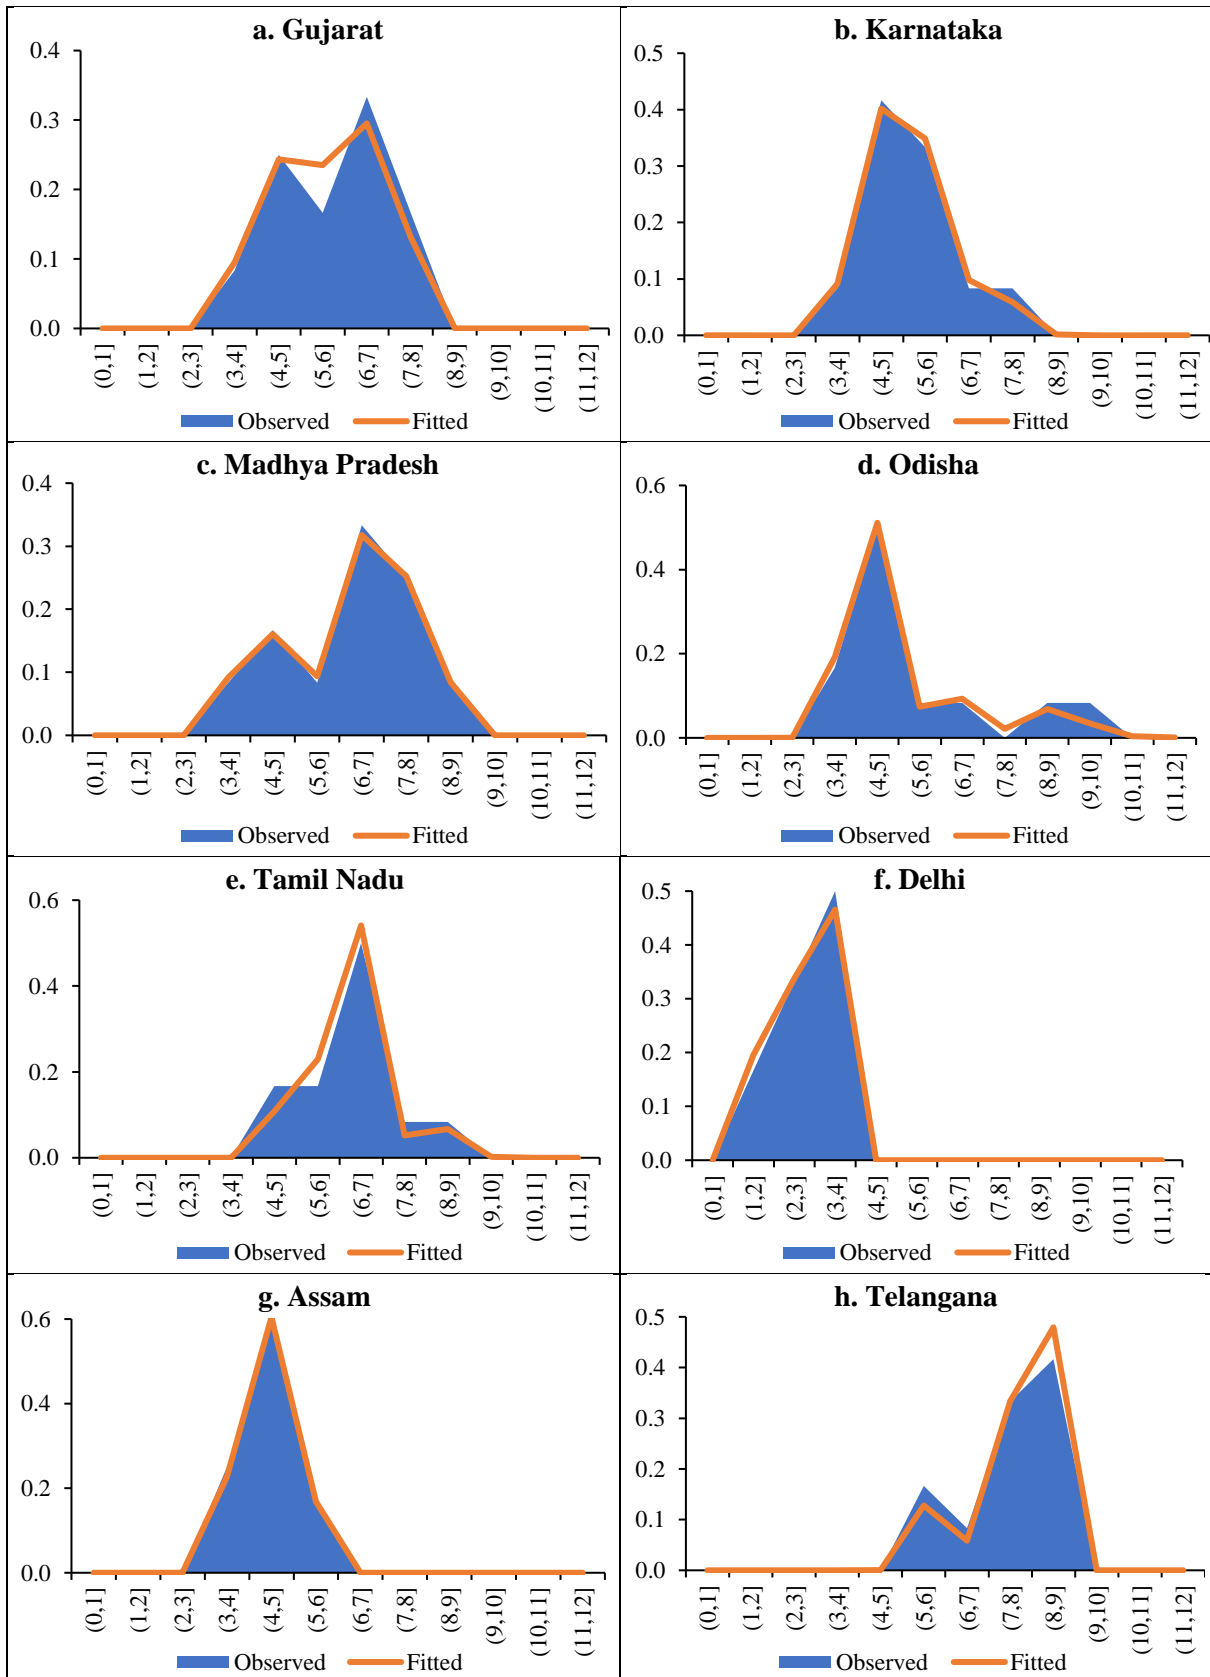 a. Gujarat
0.4
0.3
0.2
0.1
0.0
(0,1] (1,2] (2,3] (3,4] (4,5] (5,6] (6,7] (7,8] (8,9] (9,10] (10,11] (11,12]
Observed Fitted
b. Karnataka
0.5
0.4
0.3
0.2
0.1
0.0
(0,1] (1,2] (2,3] (3,4] (4,5] (5,6] (6,7] (7,8] (8,9] (9,10] (10,11] (11,12]
Observed Fitted
c. Madhya Pradesh
0.4
0.3
0.2
0.1
0.0
(0,1] (1,2] (2,3] (3,4] (4,5] (5,6] (6,7] (7,8] (8,9] (9,10] (10,11] (11,12]
Observed Fitted
d. Odisha
0.6
0.4
0.2
0.0
(0,1] (1,2] (2,3] (3,4] (4,5] (5,6] (6,7] (7,8] (8,9] (9,10] (10,11] (11,12]
Observed Fitted
e. Tamil Nadu
0.6
0.4
0.2
0.0
(0,1] (1,2] (2,3] (3,4] (4,5] (5,6] (6,7] (7,8] (8,9] (9,10] (10,11] (11,12]
Observed Fitted
f. Delhi
0.5
0.4
0.3
0.2
0.1
0.0
(0,1] (1,2] (2,3] (3,4] (4,5] (5,6] (6,7] (7,8] (8,9] (9,10] (10,11] (11,12]
Observed Fitted
g. Assam
0.6
0.4
0.2
0.0
(0,1] (1,2] (2,3] (3,4] (4,5] (5,6] (6,7] (7,8] (8,9] (9,10] (10,11] (11,12]
Observed Fitted
h. Telangana
0.5
0.4
0.3
0.2
0.1
0.0
(0,1] (1,2] (2,3] (3,4] (4,5] (5,6] (6,7] (7,8] (8,9] (9,10] (10,11] (11,12]
Observed Fitted